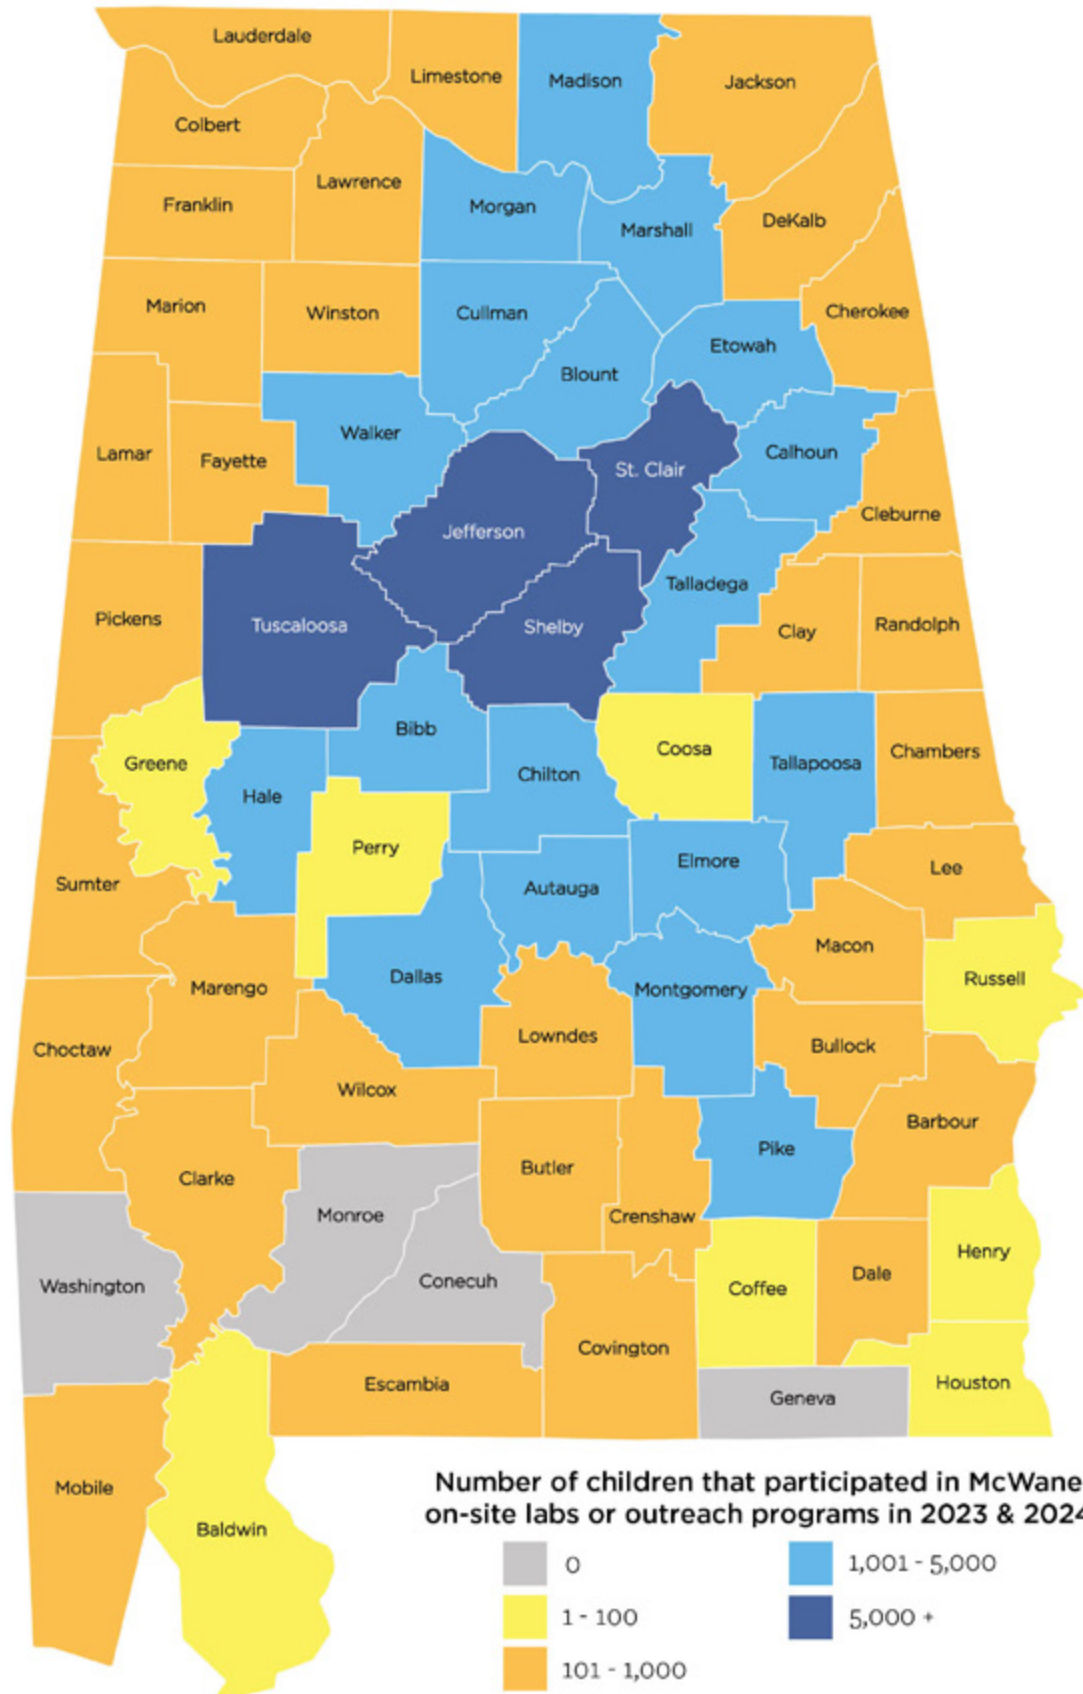 Lauderdale
Limestone
Madison
Jackson
Colbert
Lawrence
Franklin
Morgan
Marshall
DeKalb
Marion
Winston
Cullman
Cherokee
Etowah
Blount
Walker
Lamar
Fayette
St. Clair
Calhoun
Cleburne
Jefferson
Talladega
Pickens
Tuscaloosa
Shelby
Clay
Randolph
Bibb
Greene
Coosa
Chambers
Tallapoosa
Chilton
Hale
Perry
Elmore
Lee
Sumter
Autauga
Macon
Dallas
Russell
Marengo
Montgomery
Lowndes
Choctaw
Bullock
Wilcox
Barbour
Pike
Butler
Clarke
Monroe
Crenshaw
Henry
Dale
Conecuh
Washington
Coffee
Covington
Escambia
Houston
Geneva
Mobile
Baldwin
Number of children that participated in McWane
on-site labs or outreach programs in 2023 & 2024
0
1 - 100
101 - 1,000
1,001 - 5,000
5,000 +